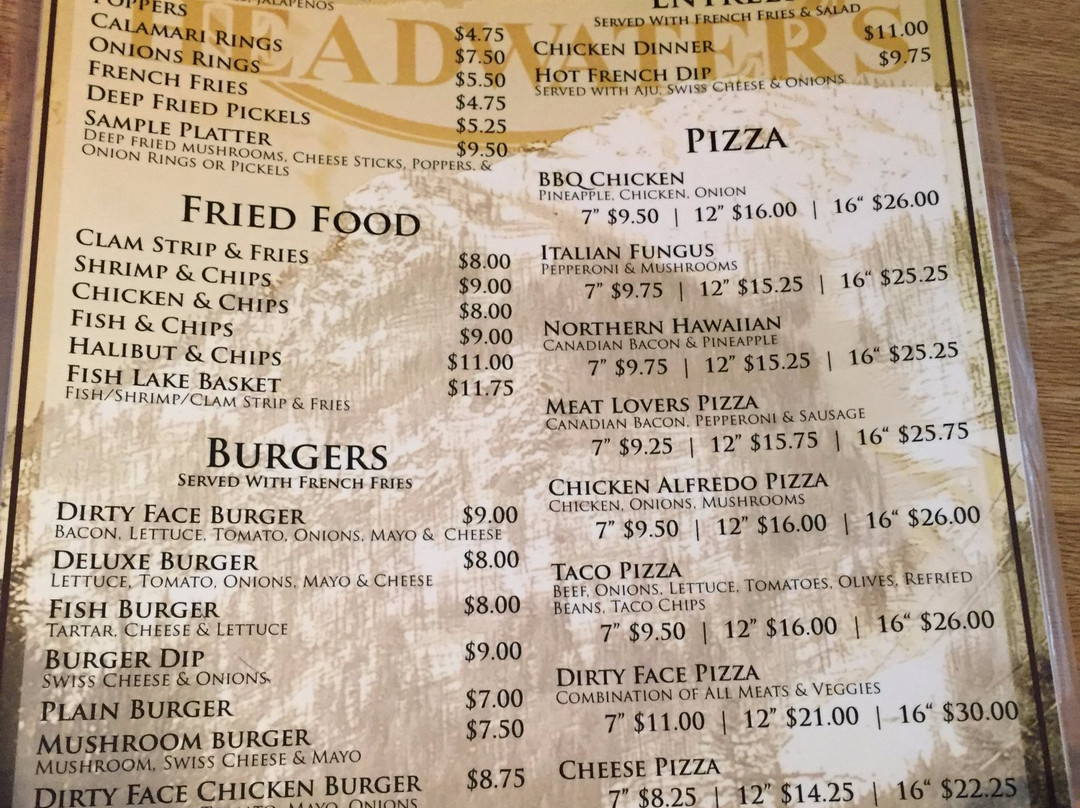 JALAPENOS
POPPERS $4.75
CALAMARI RINGS $7.50
ONIONS RINGS $5.50
FRENCH FRIES $4.75
DEEP FRIED PICKELS $5.25
SAMPLE PLATTER $9.50
DEEP FRIED MUSHROOMS, CHEESE STICKS, POPPERS, &
ONION RINGS OR PICKELS
FRIED FOOD
CLAM STRIP & FRIES $8.00
SHRIMP & CHIPS $9.00
CHICKEN & CHIPS $8.00
FISH & CHIPS $9.00
HALIBUT & CHIPS $11.00
FISH LAKE BASKET $11.75
FISH/SHRIMP/CLAM STRIP & FRIES
BURGERS
SERVED WITH FRENCH FRIES
DIRTY FACE BURGER $9.00
BACON, LETTUCE, TOMATO, ONIONS, MAYO & CHEESE
DELUXE BURGER $8.00
LETTUCE, TOMATO, ONIONS, MAYO & CHEESE
FISH BURGER $8.00
TARTAR, CHEESE & LETTUCE
BURGER DIP $9.00
SWISS CHEESE & ONIONS
PLAIN BURGER $7.00
MUSHROOM BURGER $7.50
MUSHROOM, SWISS CHEESE & MAYO
DIRTY FACE CHICKEN BURGER $8.75
TOMATO, MAYO, ONIONS
EADWATERS
ENTREES
SERVED WITH FRENCH FRIES & SALAD
CHICKEN DINNER $11.00
HOT FRENCH DIP $9.75
SERVED WITH AJU, SWISS CHEESE & ONIONS
PIZZA
BBQ CHICKEN
PINEAPPLE, CHICKEN, ONION
7” $9.50 | 12” $16.00 | 16“ $26.00
ITALIAN FUNGUS
PEPPERONI & MUSHROOMS
7” $9.75 | 12” $15.25 | 16“ $25.25
NORTHERN HAWAIIAN
CANADIAN BACON & PINEAPPLE
7” $9.75 | 12” $15.25 | 16“ $25.25
MEAT LOVERS PIZZA
CANADIAN BACON, PEPPERONI & SAUSAGE
7” $9.25 | 12” $15.75 | 16“ $25.75
CHICKEN ALFREDO PIZZA
CHICKEN, ONIONS, MUSHROOMS
7” $9.50 | 12” $16.00 | 16“ $26.00
TACO PIZZA
BEEF, ONIONS, LETTUCE, TOMATOES, OLIVES, REFRIED
BEANS, TACO CHIPS
7” $9.50 | 12” $16.00 | 16“ $26.00
DIRTY FACE PIZZA
COMBINATION OF ALL MEATS & VEGGIES
7” $11.00 | 12” $21.00 | 16“ $30.00
CHEESE PIZZA
7” $8.25 | 12” $14.25 | 16“ $22.25